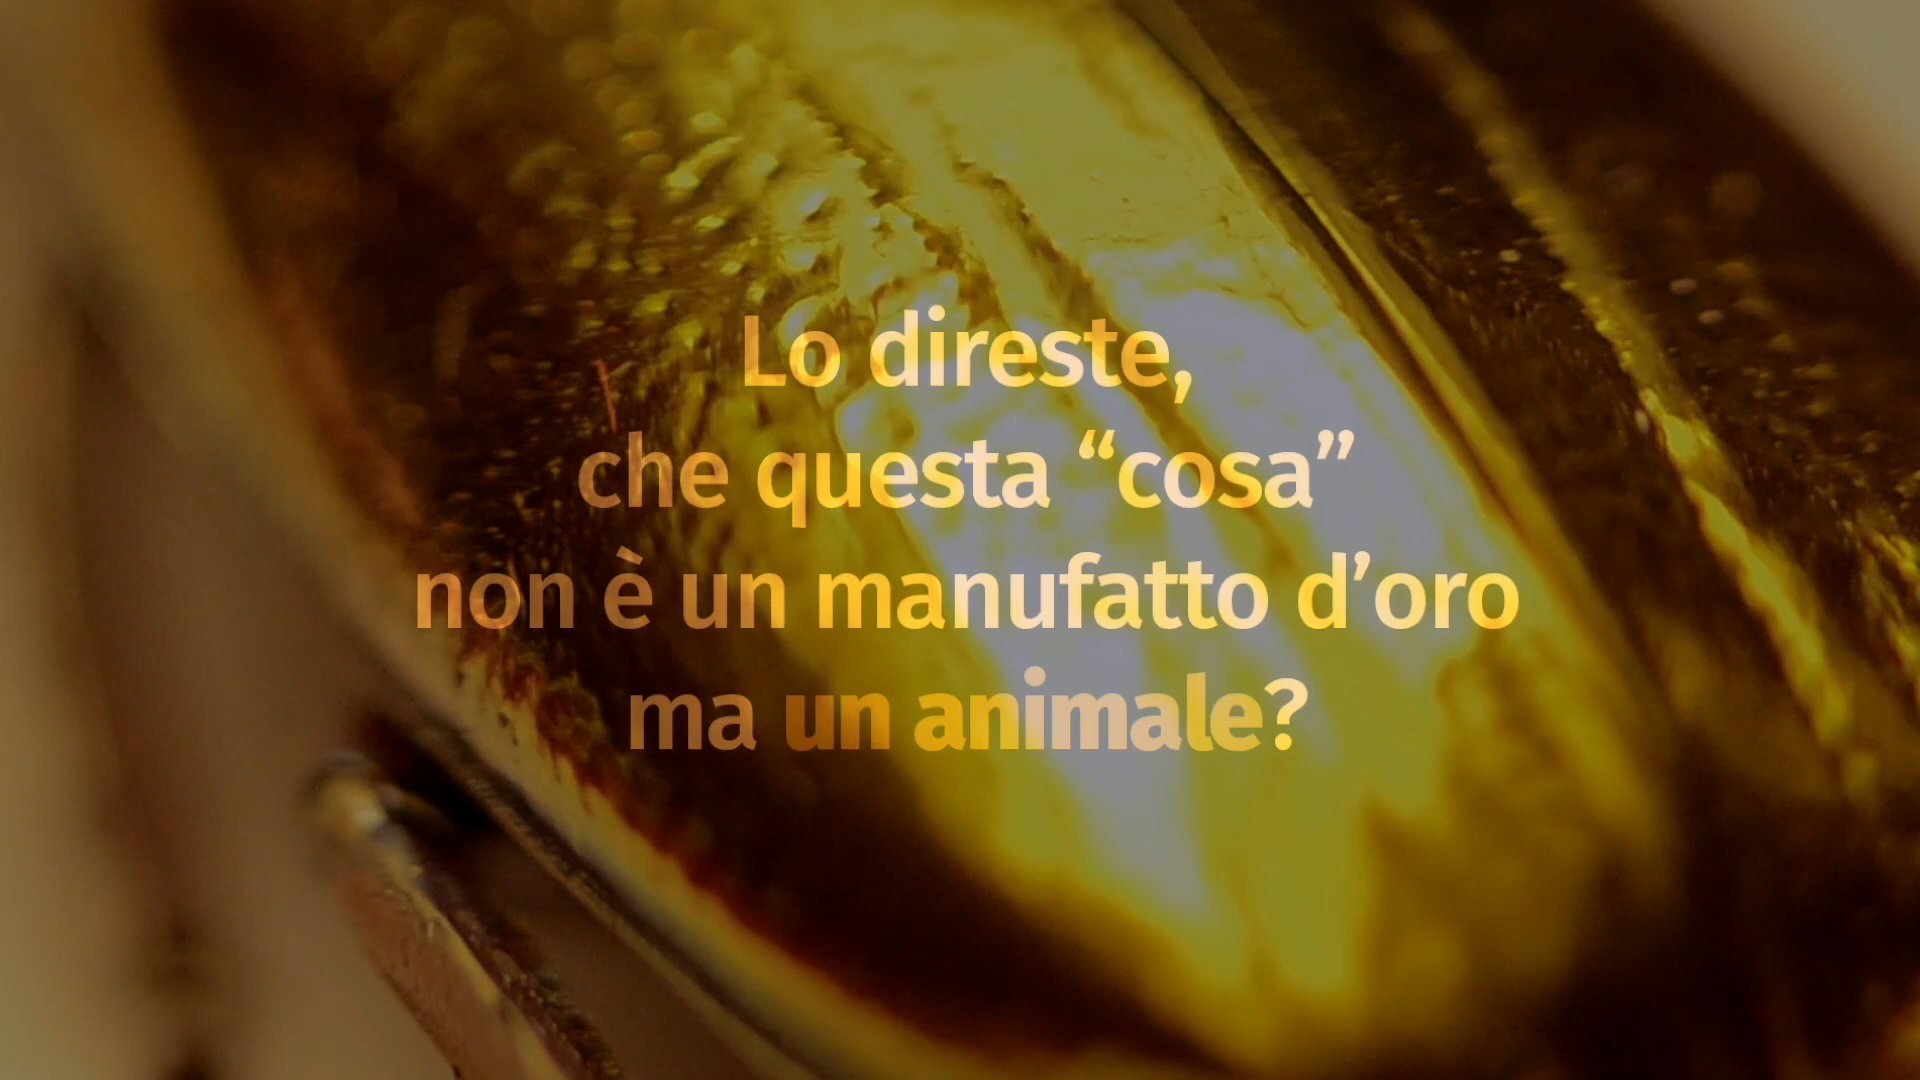 Lo direste,
che questa “cosa”
non è un manufatto d’oro
ma un animale?